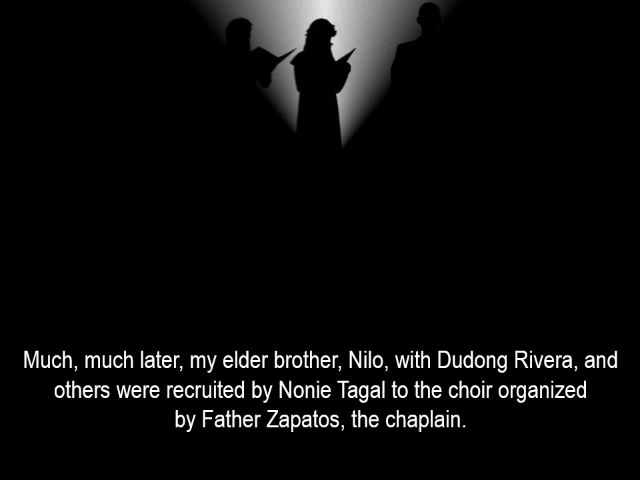 Much, much later, my elder brother, Nilo, with Dudong Rivera, and
others were recruited by Nonie Tagal to the choir organized
by Father Zapatos, the chaplain.